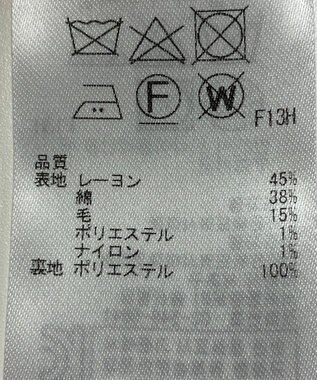 F
W
F13H
品質
表地 レーヨン 45%
綿 38%
毛 15%
ポリエステル 1%
ナイロン 1%
裏地 ポリエステル 100%